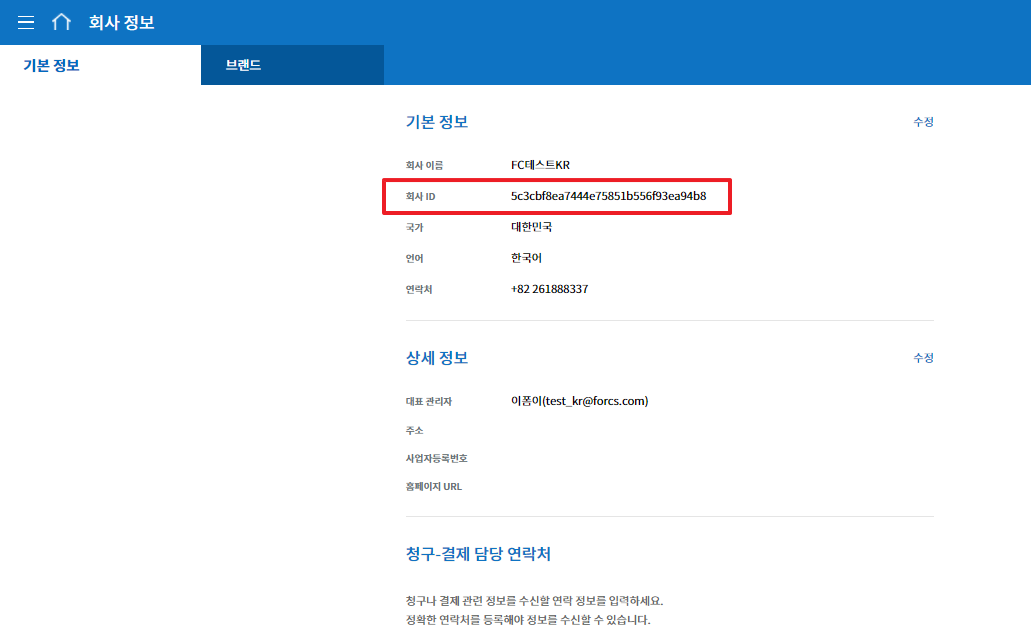 회사 정보
기본 정보
브랜드
기본 정보 수정
회사 이름 FC테스트KR
회사 ID 5c3cbf8ea7444e75851b556f93ea94b8
국가 대한민국
언어 한국어
연락처 +82 261888337
상세 정보 수정
대표 관리자 이폼이(test_kr@forcs.com)
주소
사업자등록번호
홈페이지 URL
청구-결제 담당 연락처
청구나 결제 관련 정보를 수신할 연락 정보를 입력하세요.
정확한 연락처를 등록해야 정보를 수신할 수 있습니다.